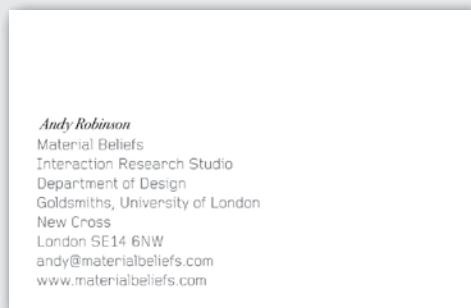 Andy Robinson
Material Beliefs
Interaction Research Studio
Department of Design
Goldsmiths, University of London
New Cross
London SE14 6NW
andy@materialbeliefs.com
www.materialbeliefs.com